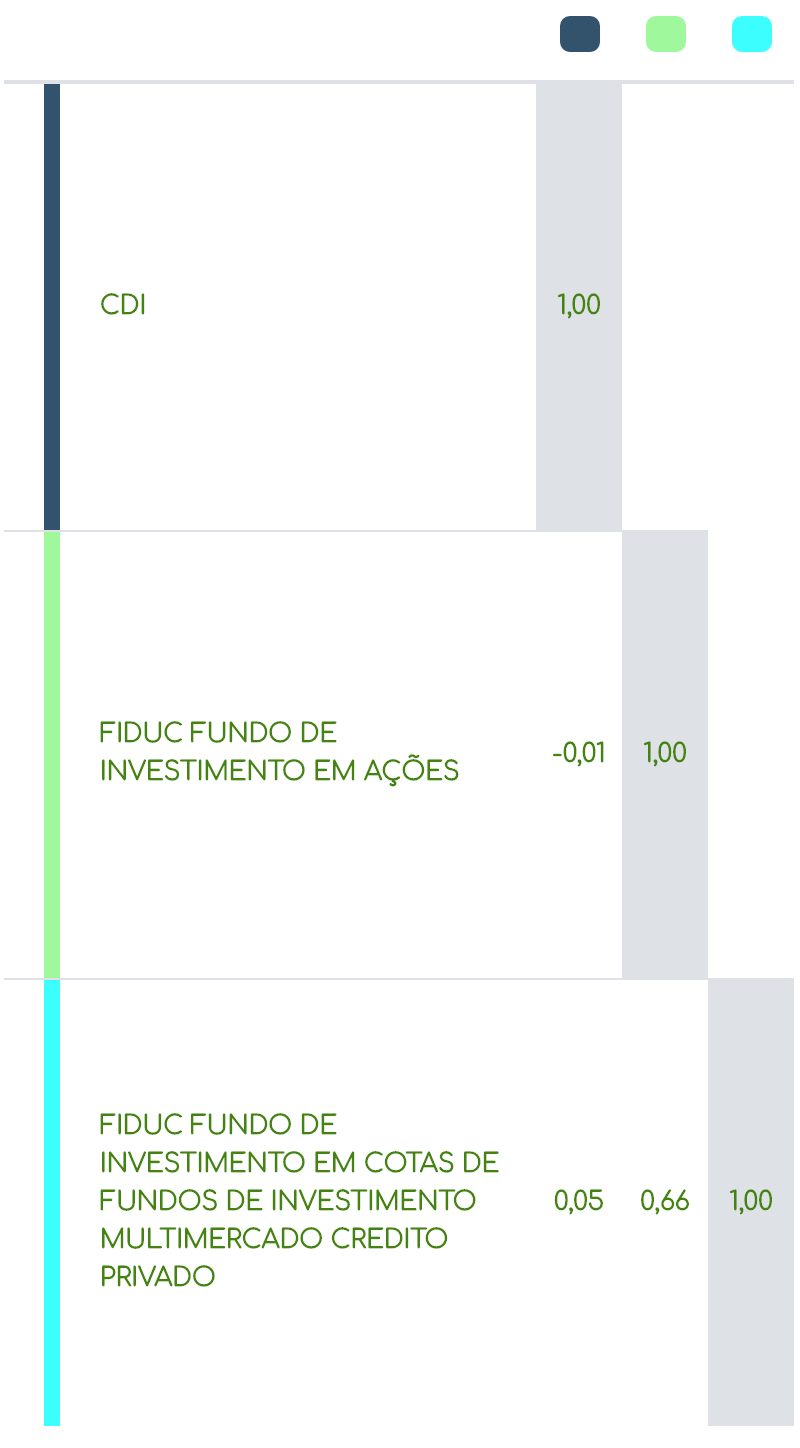 CDI 1,00
FIDUC FUNDO DE
INVESTIMENTO EM AÇÕES -0,01 1,00
FIDUC FUNDO DE
INVESTIMENTO EM COTAS DE
FUNDOS DE INVESTIMENTO 0,05 0,66 1,00
MULTIMERCADO CREDITO
PRIVADO